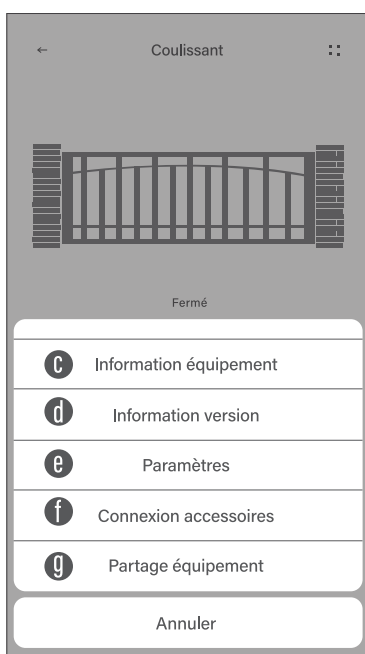 ← Coulissant ::
Fermé
c Information équipement
d Information version
e Paramètres
f Connexion accessoires
g Partage équipement
Annuler